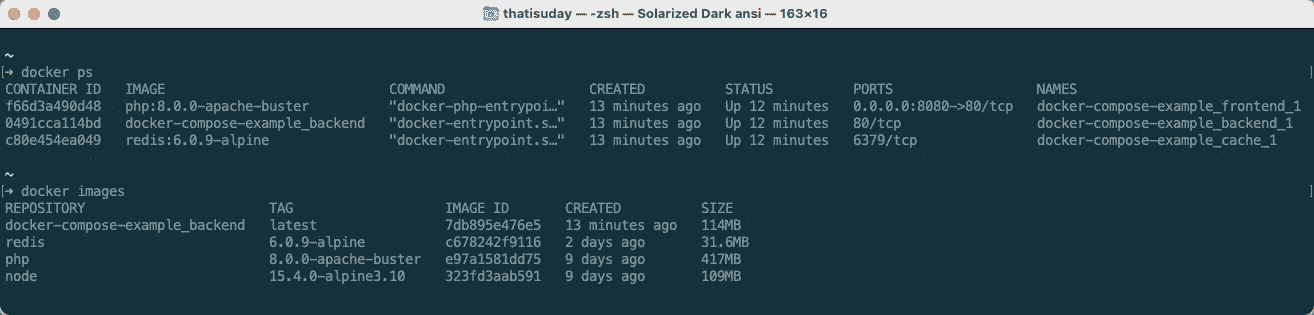 thatisuday — -zsh — Solarized Dark ansi — 163×16
~
[➜ docker ps ]
CONTAINER ID IMAGE COMMAND CREATED STATUS PORTS NAMES
f66d3a490d48 php:8.0.0-apache-buster "docker-php-entrypoi…" 13 minutes ago Up 12 minutes 0.0.0.0:8080->80/tcp docker-compose-example_frontend_1
0491cca114bd docker-compose-example_backend "docker-entrypoint.s…" 13 minutes ago Up 12 minutes 80/tcp docker-compose-example_backend_1
c80e454ea049 redis:6.0.9-alpine "docker-entrypoint.s…" 13 minutes ago Up 12 minutes 6379/tcp docker-compose-example_cache_1
~
[➜ docker images ]
REPOSITORY TAG IMAGE ID CREATED SIZE
docker-compose-example_backend latest 7db895e476e5 13 minutes ago 114MB
redis 6.0.9-alpine c678242f9116 2 days ago 31.6MB
php 8.0.0-apache-buster e97a1581dd75 9 days ago 417MB
node 15.4.0-alpine3.10 323fd3aab591 9 days ago 109MB